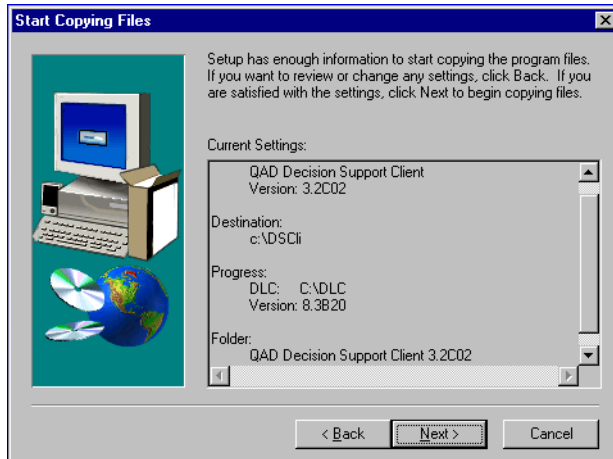 Start Copying Files
Setup has enough information to start copying the program files.
If you want to review or change any settings, click Back. If you
are satisfied with the settings, click Next to begin copying files.
Current Settings:
QAD Decision Support Client
Version: 3.2C02
Destination:
c:\DSCli
Progress:
DLC: C:\DLC
Version: 8.3B20
Folder:
QAD Decision Support Client 3.2C02
< Back
Next >
Cancel